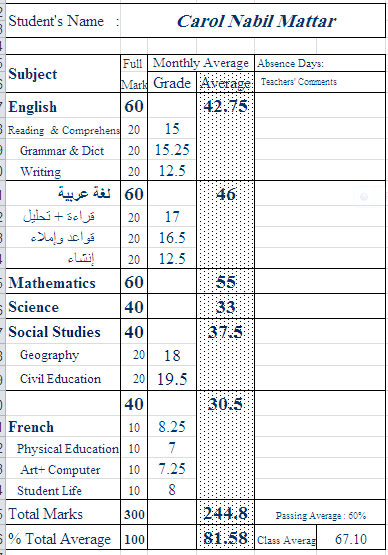 Student's Name : Carol Nabil Mattar
Full Monthly Average Absence Days:
Subject
Mark Grade Average Teachers' Comments
English 60 42.75
Reading & Comprehens 20 15
Grammar & Dict 20 15.25
Writing 20 12.5
لغة عربية 60 46
قراءة + تحليل 20 17
قواعد وإملاء 20 16.5
إنشاء 20 12.5
Mathematics 60 55
Science 40 33
Social Studies 40 37.5
Geography 20 18
Civil Education 20 19.5
40 30.5
French 10 8.25
Physical Education 10 7
Art+ Computer 10 7.25
Student Life 10 8
Total Marks 300 244.8 Passing Average : 60%
% Total Average 100 81.58 Class Averag 67.10